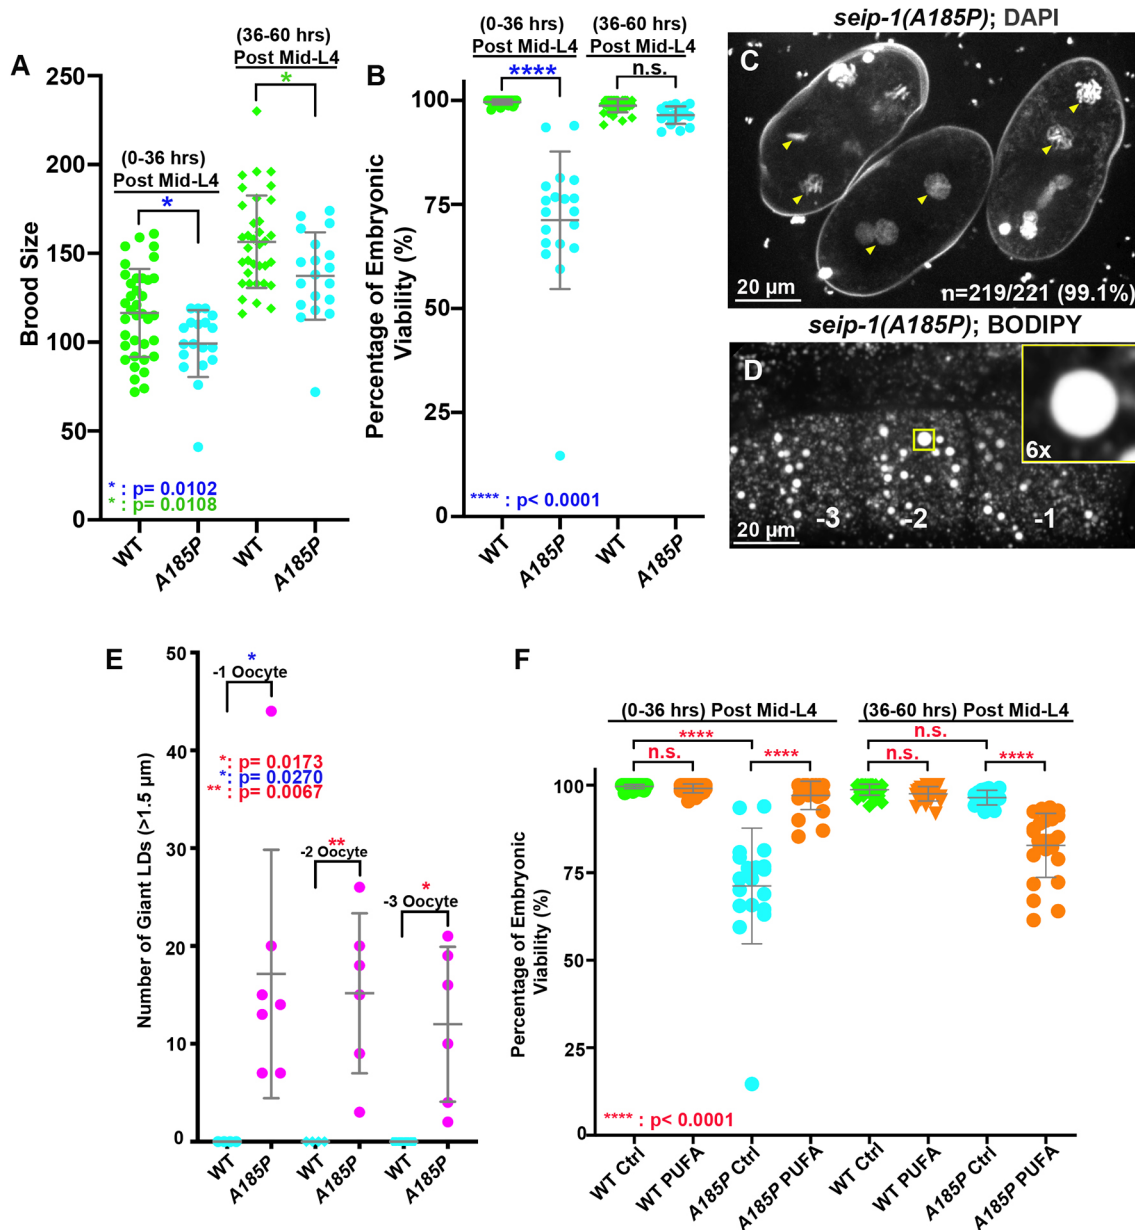 A
(0-36 hrs)
Post Mid-L4
*
(36-60 hrs)
Post Mid-L4
*
Brood Size
250
200
150
100
50
0
* : p= 0.0102
* : p= 0.0108
WT
A185P
WT
A185P
B
(0-36 hrs)
Post Mid-L4
****
(36-60 hrs)
Post Mid-L4
n.s.
Percentage of Embryonic
Viability (%)
100
75
50
25
0
**** : p< 0.0001
WT
A185P
WT
A185P
seip-1(A185P); DAPI
C
20 µm
n=219/221 (99.1%)
seip-1(A185P); BODIPY
D
6x
-3
-2
-1
20 µm
E
Number of Giant LDs (>1.5 µm)
50
40
30
20
10
0
*
-1 Oocyte
*: p= 0.0173
*: p= 0.0270
** : p= 0.0067
**
-2 Oocyte
*
-3 Oocyte
WT
A185P
WT
A185P
WT
A185P
F
(0-36 hrs) Post Mid-L4
****
n.s.
****
(36-60 hrs) Post Mid-L4
n.s.
n.s.
****
Percentage of Embryonic
Viability (%)
100
75
50
25
0
**** : p< 0.0001
WT Ctrl
WT PUFA
A185P Ctrl
A185P PUFA
WT Ctrl
WT PUFA
A185P Ctrl
A185P PUFA